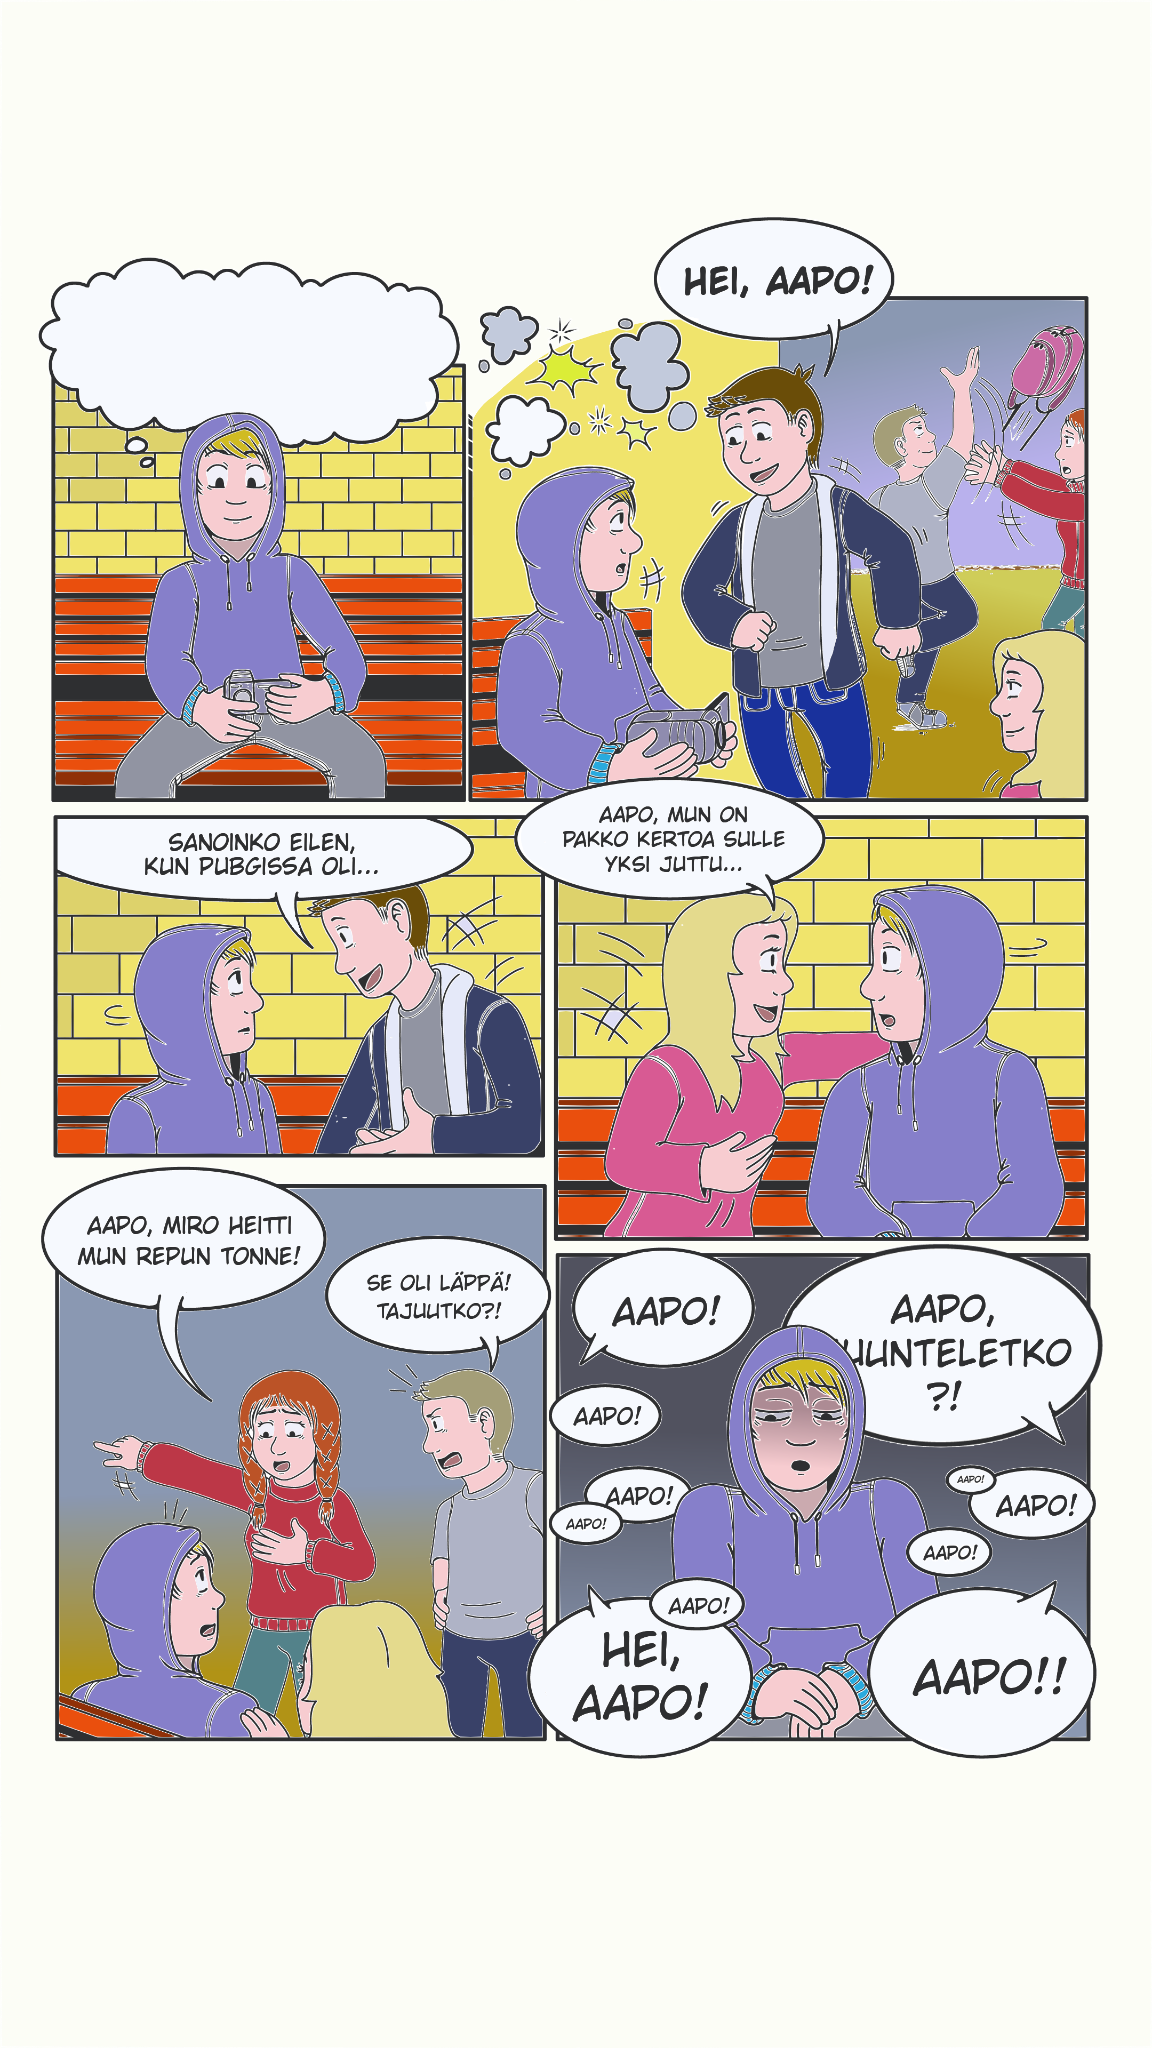 HEI, AAPO!
SANOINKO EILEN,
KUN PUBGISSA OLI...
AAPO, MUN ON
PAKKO KERTOA SULLE
YKSI JUTTU...
AAPO, MIRO HEITTI
MUN REPUN TONNE!
SE OLI LÄPPÄ!
TAJUUTKO?!
AAPO!
AAPO,
KUUNTELETKO
?!
AAPO!
AAPO!
AAPO!
AAPO!
AAPO!
AAPO!
AAPO!
HEI,
AAPO!
AAPO!!